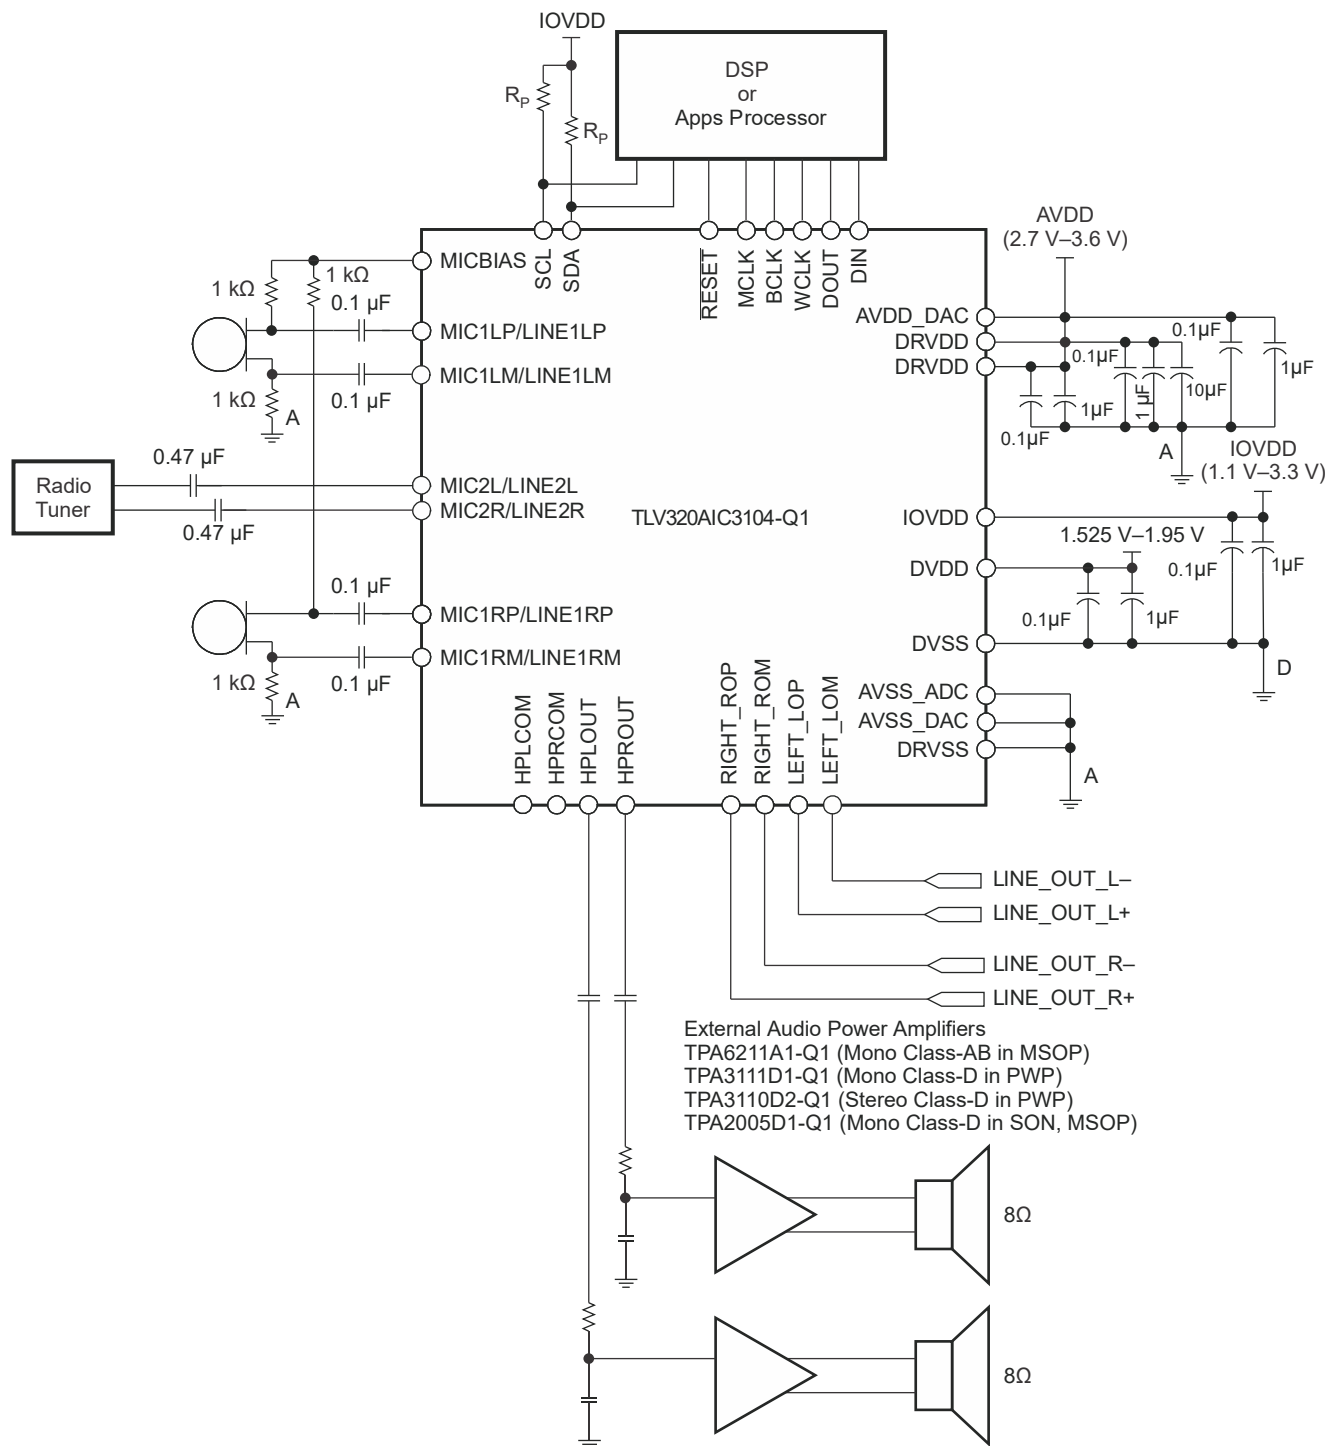 IOVDD
DSP
or
Apps Processor
RP
RP
AVDD
(2.7 V–3.6 V)
SCL
SDA
RESET
MCLK
BCLK
WCLK
DOUT
DIN
MICBIAS
1 kΩ
1 kΩ
0.1 µF
MIC1LP/LINE1LP
MIC1LM/LINE1LM
1 kΩ
A
0.1 µF
AVDD_DAC
DRVDD
DRVDD
0.1µF
1µF
0.1µF
1 µF
10µF
0.1µF
1µF
A
IOVDD
(1.1 V–3.3 V)
Radio
Tuner
0.47 µF
0.47 µF
MIC2L/LINE2L
MIC2R/LINE2R
TLV320AIC3104-Q1
IOVDD
1.525 V–1.95 V
DVDD
0.1µF
1µF
0.1µF
1µF
DVSS
D
0.1 µF
MIC1RP/LINE1RP
MIC1RM/LINE1RM
1 kΩ
A
0.1 µF
AVSS_ADC
AVSS_DAC
DRVSS
A
HPLCOM
HPRCOM
HPLOUT
HPROUT
RIGHT_ROP
RIGHT_ROM
LEFT_LOP
LEFT_LOM
LINE_OUT_L–
LINE_OUT_L+
LINE_OUT_R–
LINE_OUT_R+
External Audio Power Amplifiers
TPA6211A1-Q1 (Mono Class-AB in MSOP)
TPA3111D1-Q1 (Mono Class-D in PWP)
TPA3110D2-Q1 (Stereo Class-D in PWP)
TPA2005D1-Q1 (Mono Class-D in SON, MSOP)
8Ω
8Ω